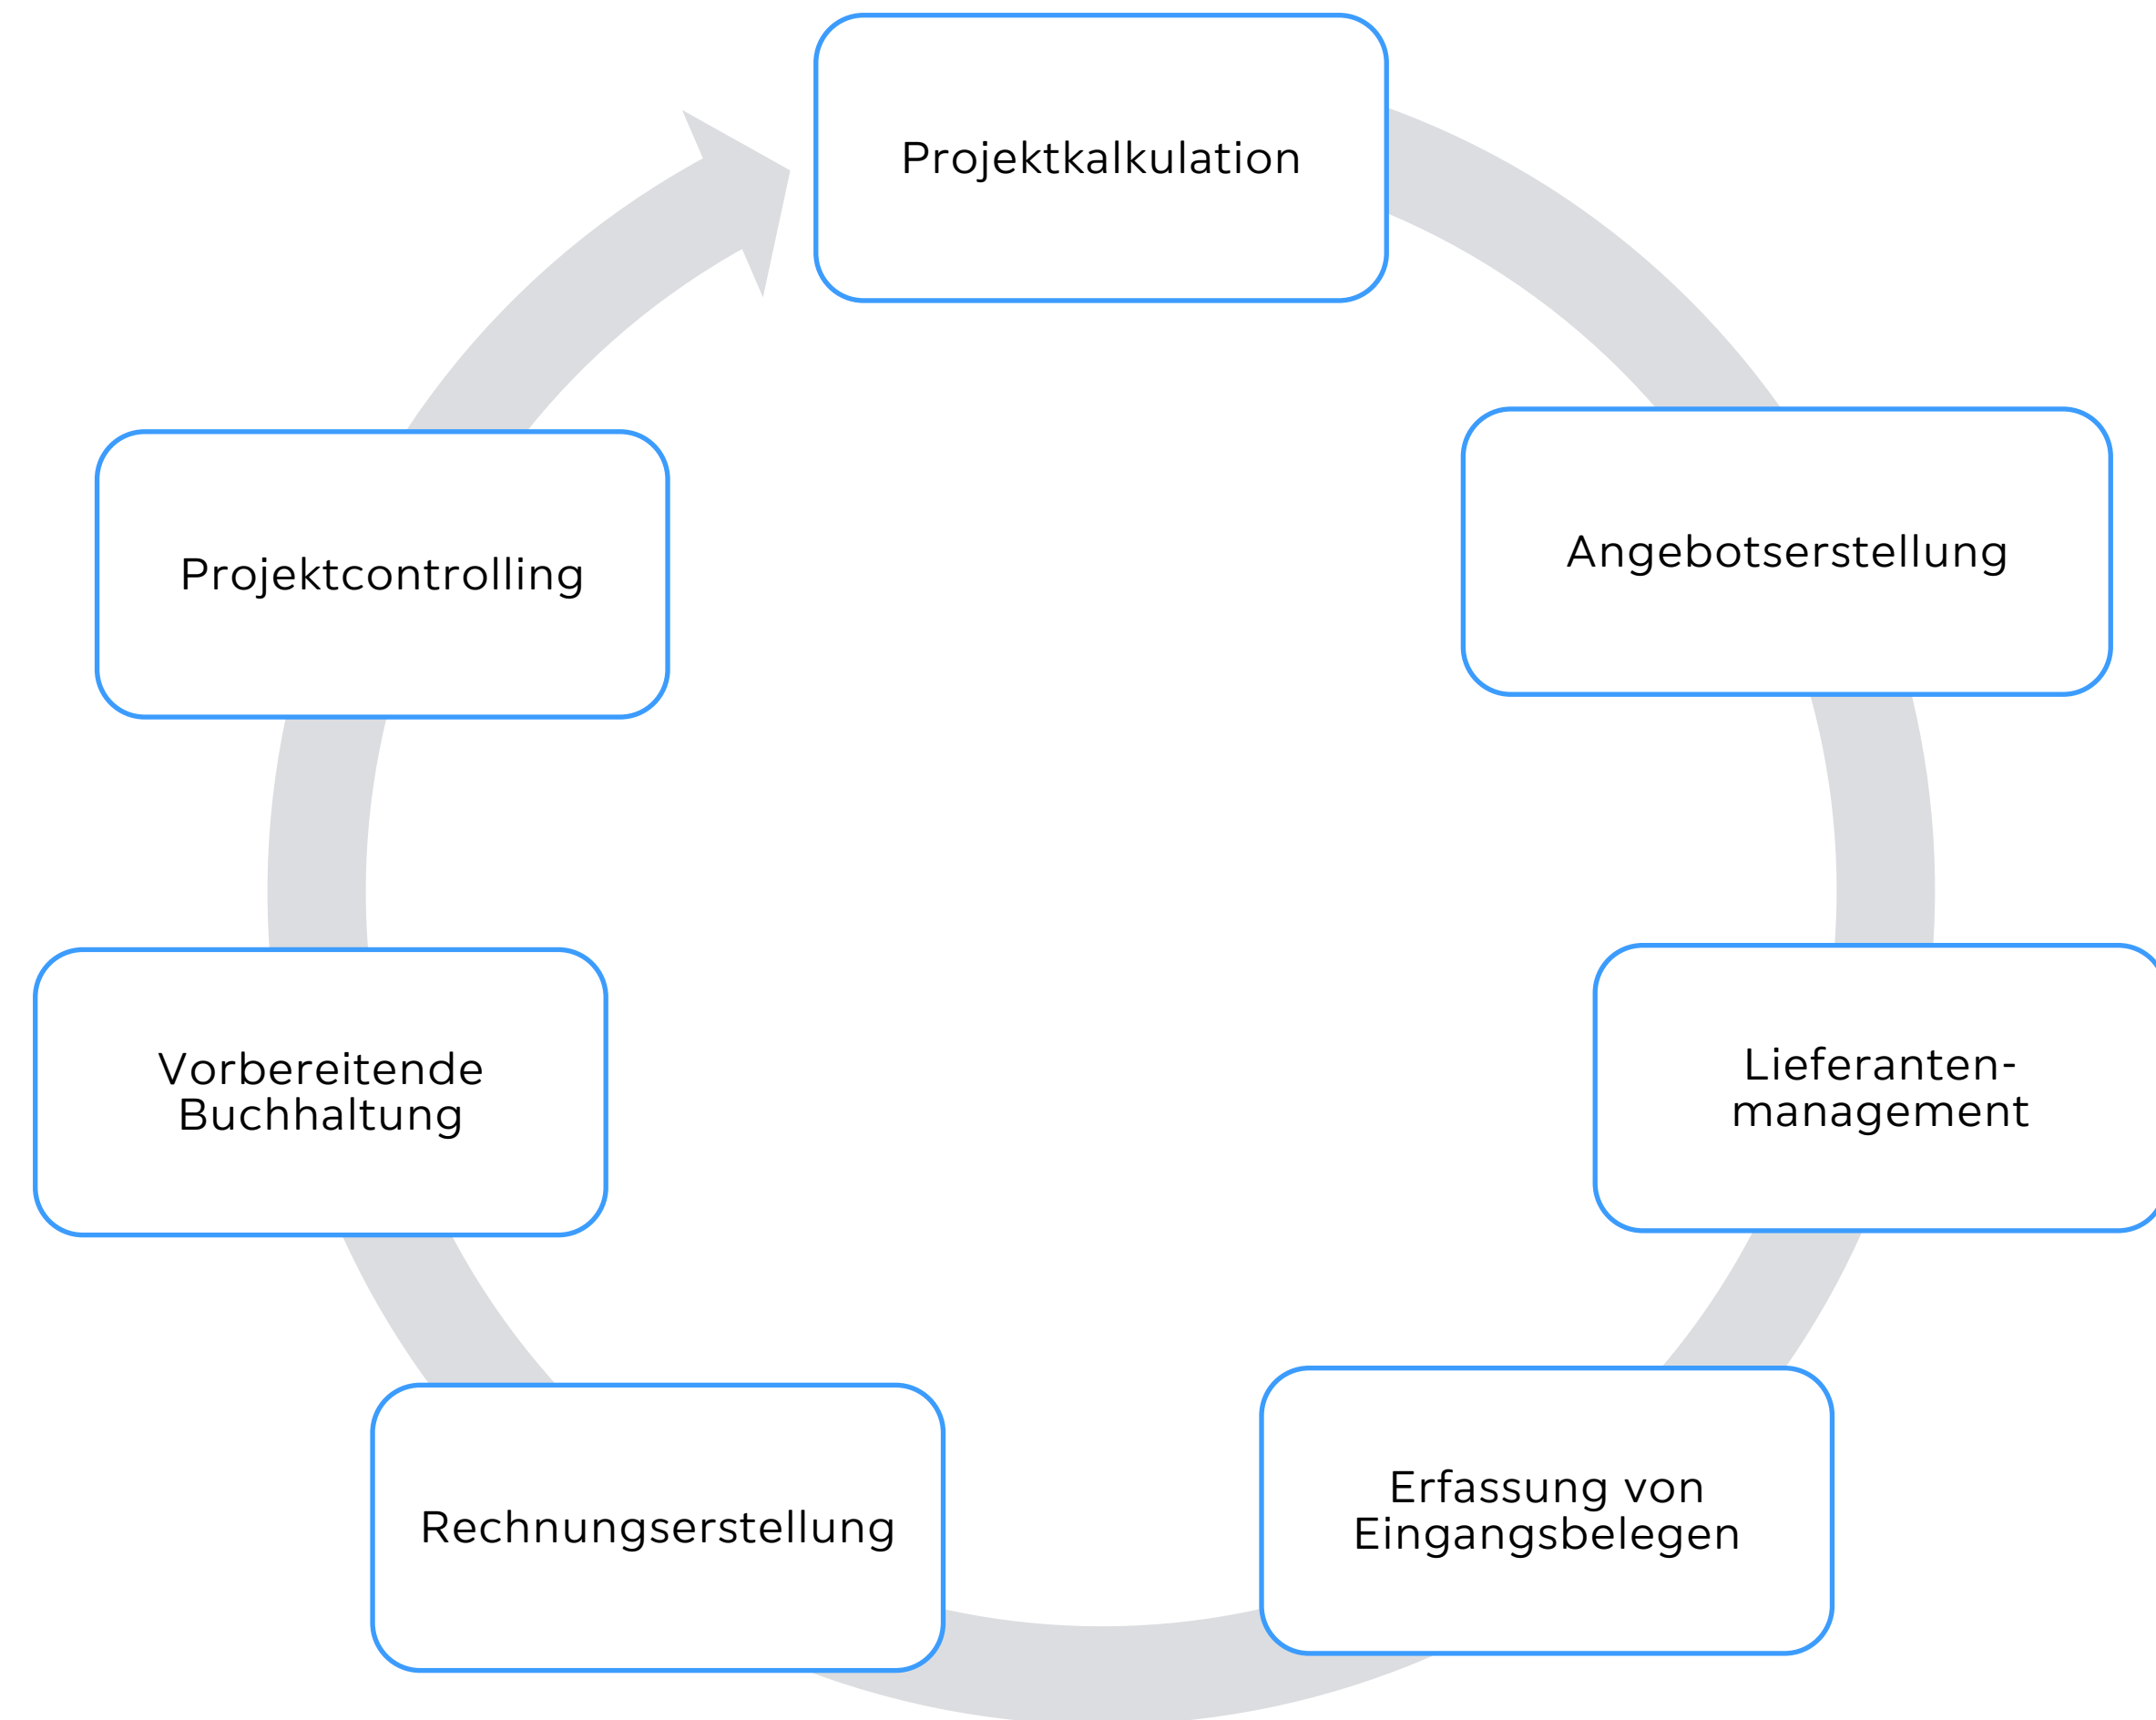 Projektkalkulation
Angebotserstellung
Lieferanten-
management
Erfassung von
Eingangsbelegen
Rechnungserstellung
Vorbereitende
Buchhaltung
Projektcontrolling